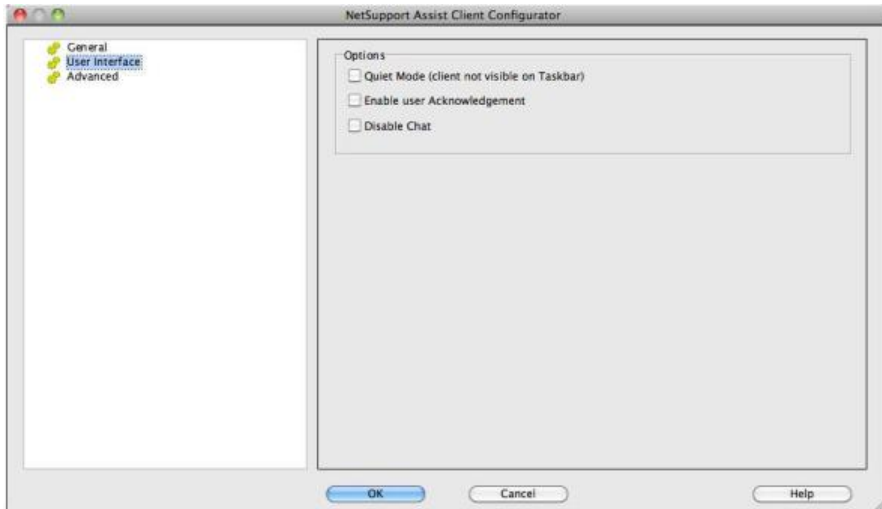 NetSupport Assist Client Configurator
General
User Interface
Advanced
Options
Quiet Mode (client not visible on Taskbar)
Enable user Acknowledgement
Disable Chat
OK
Cancel
Help